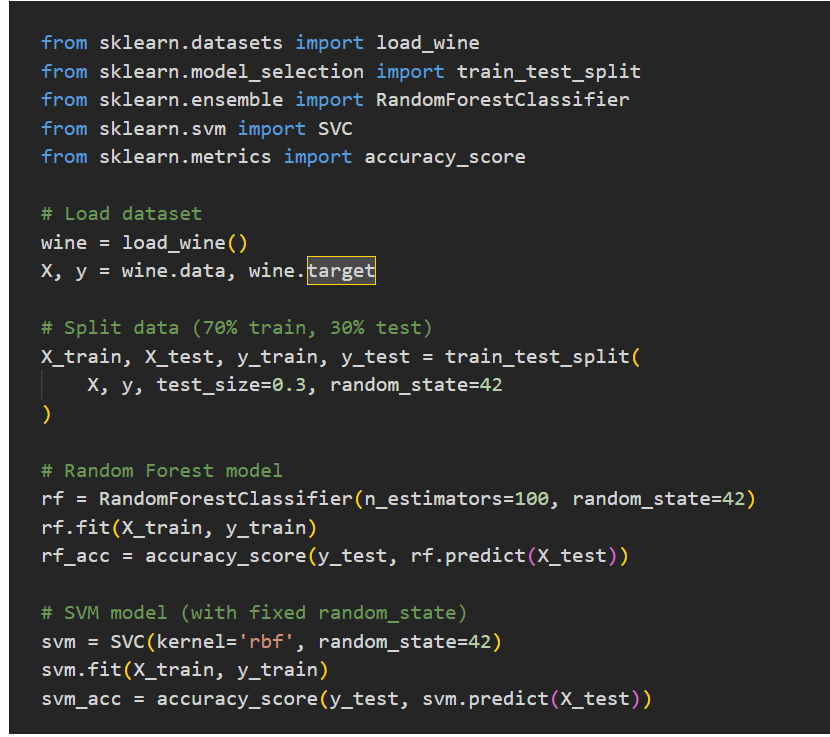 from sklearn.datasets import load_wine
from sklearn.model_selection import train_test_split
from sklearn.ensemble import RandomForestClassifier
from sklearn.svm import SVC
from sklearn.metrics import accuracy_score

# Load dataset
wine = load_wine()
X, y = wine.data, wine.target

# Split data (70% train, 30% test)
X_train, X_test, y_train, y_test = train_test_split(
    X, y, test_size=0.3, random_state=42
)

# Random Forest model
rf = RandomForestClassifier(n_estimators=100, random_state=42)
rf.fit(X_train, y_train)
rf_acc = accuracy_score(y_test, rf.predict(X_test))

# SVM model (with fixed random_state)
svm = SVC(kernel='rbf', random_state=42)
svm.fit(X_train, y_train)
svm_acc = accuracy_score(y_test, svm.predict(X_test))